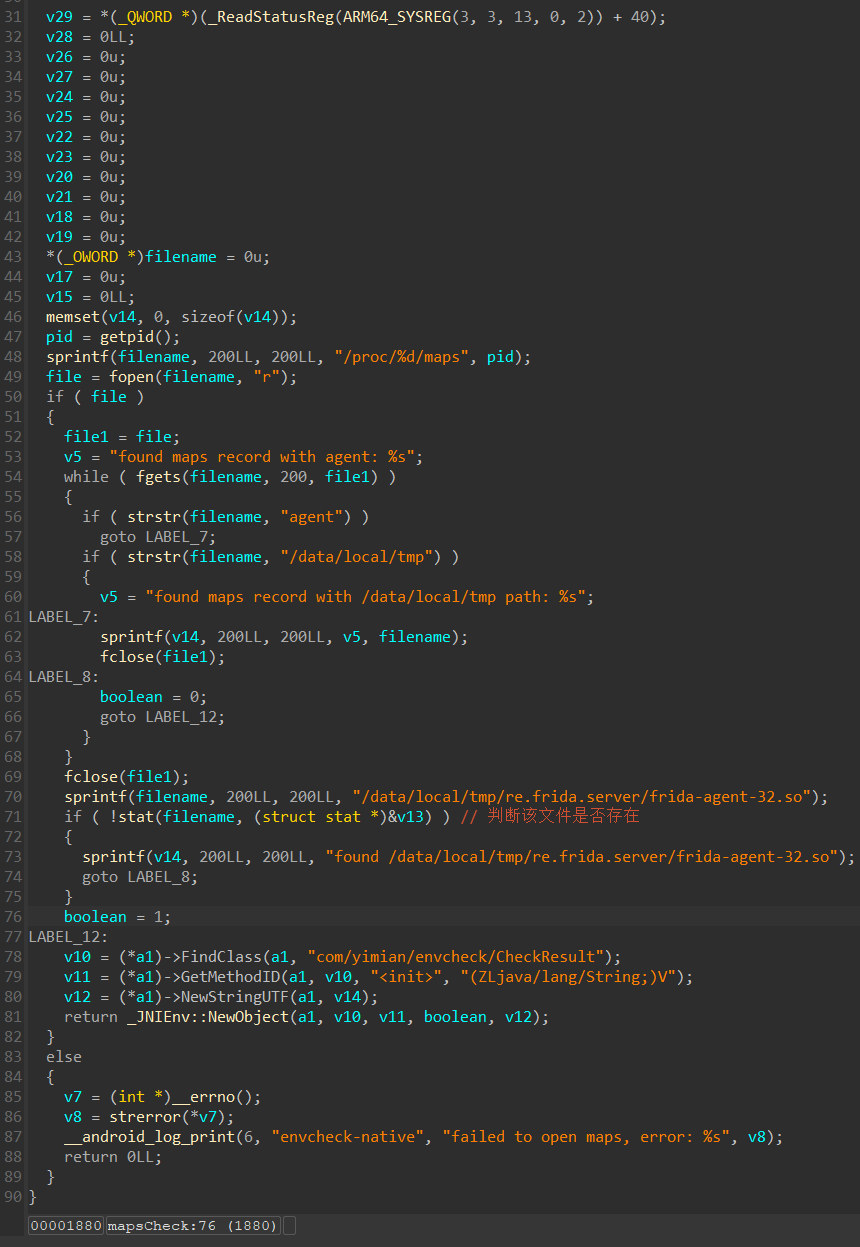 31 v29 = *(_QWORD *)(_ReadStatusReg(ARM64_SYSREG(3, 3, 13, 0, 2)) + 40);
32 v28 = 0LL;
33 v26 = 0u;
34 v27 = 0u;
35 v24 = 0u;
36 v25 = 0u;
37 v22 = 0u;
38 v23 = 0u;
39 v20 = 0u;
40 v21 = 0u;
41 v18 = 0u;
42 v19 = 0u;
43 *(_OWORD *)filename = 0u;
44 v17 = 0u;
45 v15 = 0LL;
46 memset(v14, 0, sizeof(v14));
47 pid = getpid();
48 sprintf(filename, 200LL, 200LL, "/proc/%d/maps", pid);
49 file = fopen(filename, "r");
50 if ( file )
51 {
52 file1 = file;
53 v5 = "found maps record with agent: %s";
54 while ( fgets(filename, 200, file1) )
55 {
56 if ( strstr(filename, "agent") )
57 goto LABEL_7;
58 if ( strstr(filename, "/data/local/tmp") )
59 {
60 v5 = "found maps record with /data/local/tmp path: %s";
61 LABEL_7:
62 sprintf(v14, 200LL, 200LL, v5, filename);
63 fclose(file1);
64 LABEL_8:
65 boolean = 0;
66 goto LABEL_12;
67 }
68 }
69 fclose(file1);
70 sprintf(filename, 200LL, 200LL, "/data/local/tmp/re.frida.server/frida-agent-32.so");
71 if ( !stat(filename, (struct stat *)&v13) ) // 判断该文件是否存在
72 {
73 sprintf(v14, 200LL, 200LL, "found /data/local/tmp/re.frida.server/frida-agent-32.so");
74 goto LABEL_8;
75 }
76 boolean = 1;
77 LABEL_12:
78 v10 = (*a1)->FindClass(a1, "com/yimian/envcheck/CheckResult");
79 v11 = (*a1)->GetMethodID(a1, v10, "<init>", "(ZLjava/lang/String;)V");
80 v12 = (*a1)->NewStringUTF(a1, v14);
81 return _JNIEnv::NewObject(a1, v10, v11, boolean, v12);
82 }
83 else
84 {
85 v7 = (int *)__errno();
86 v8 = strerror(*v7);
87 __android_log_print(6, "envcheck-native", "failed to open maps, error: %s", v8);
88 return 0LL;
89 }
90 }
00001880 mapsCheck:76 (1880)